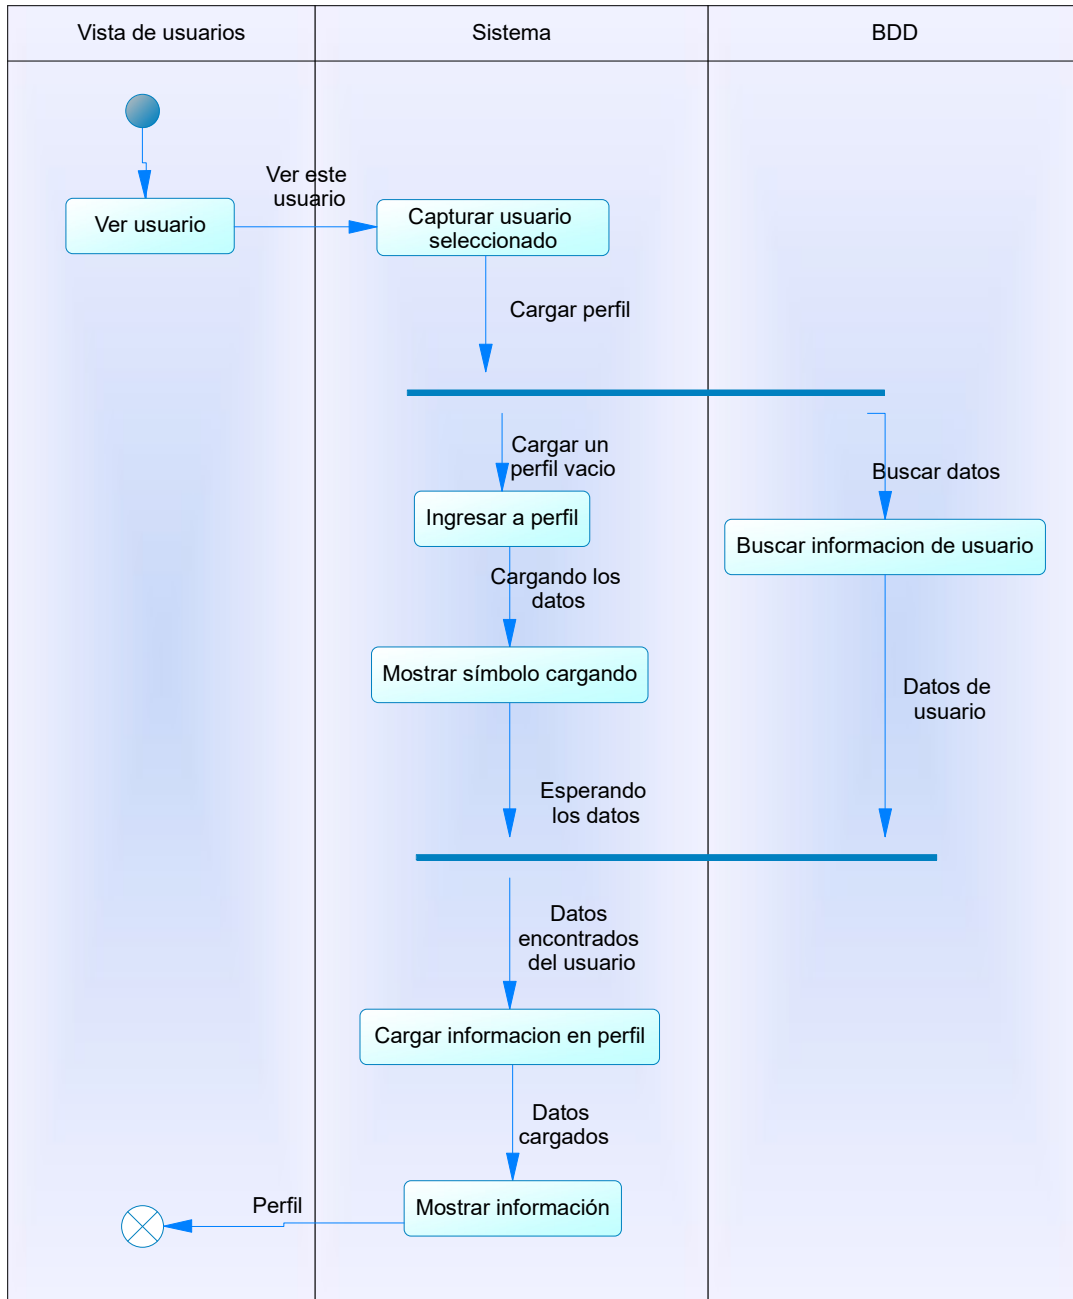 Vista de usuarios
Sistema
BDD
Ver este
usuario
Ver usuario
Capturar usuario
seleccionado
Cargar perfil
Cargar un
perfil vacio
Buscar datos
Ingresar a perfil
Buscar informacion de usuario
Cargando los
datos
Mostrar símbolo cargando
Datos de
usuario
Esperando
los datos
Datos
encontrados
del usuario
Cargar informacion en perfil
Datos
cargados
Perfil
Mostrar información